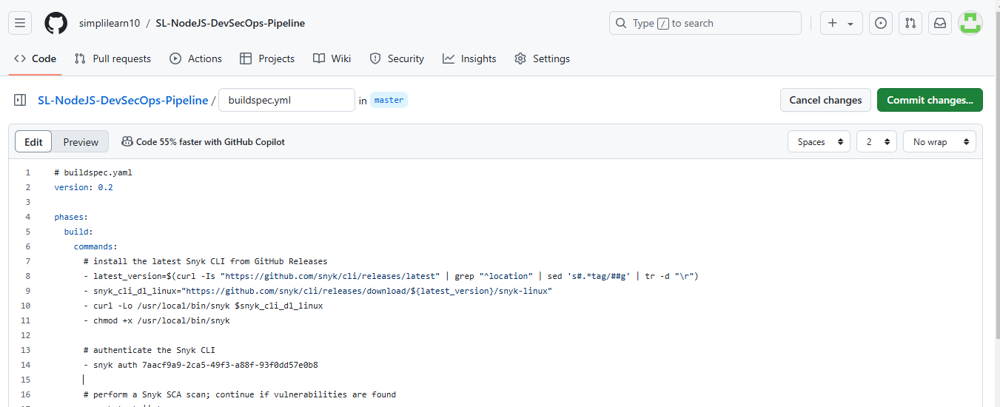 simplilearn10 / SL-NodeJS-DevSecOps-Pipeline
Type / to search
Code Pull requests Actions Projects Wiki Security Insights Settings
SL-NodeJS-DevSecOps-Pipeline / buildspec.yml in master
Cancel changes Commit changes...
Edit Preview Code 55% faster with GitHub Copilot
Spaces 2 No wrap
1 # buildspec.yaml
2 version: 0.2
3
4 phases:
5 build:
6 commands:
7 # install the latest Snyk CLI from GitHub Releases
8 - latest_version=$(curl -Is "https://github.com/snyk/cli/releases/latest" | grep "^location" | sed 's#.*tag/##g' | tr -d "\r")
9 - snyk_cli_dl_linux="https://github.com/snyk/cli/releases/download/${latest_version}/snyk-linux"
10 - curl -Lo /usr/local/bin/snyk $snyk_cli_dl_linux
11 - chmod +x /usr/local/bin/snyk
12
13 # authenticate the Snyk CLI
14 - snyk auth 7aacf9a9-2ca5-49f3-a88f-93f0dd57e0b8
15
16 # perform a Snyk SCA scan; continue if vulnerabilities are found